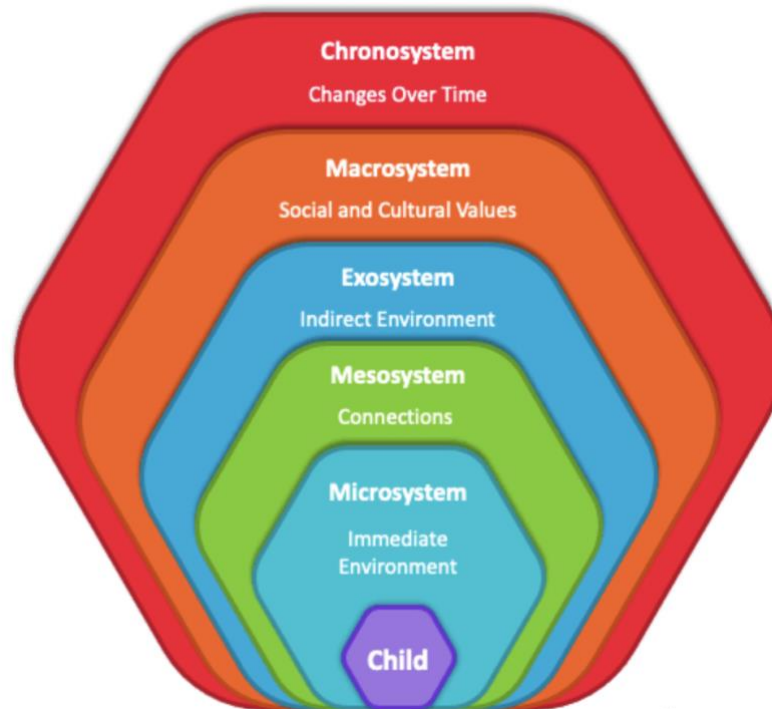 Chronosystem
Changes Over Time
Macrosystem
Social and Cultural Values
Exosystem
Indirect Environment
Mesosystem
Connections
Microsystem
Immediate
Environment
Child